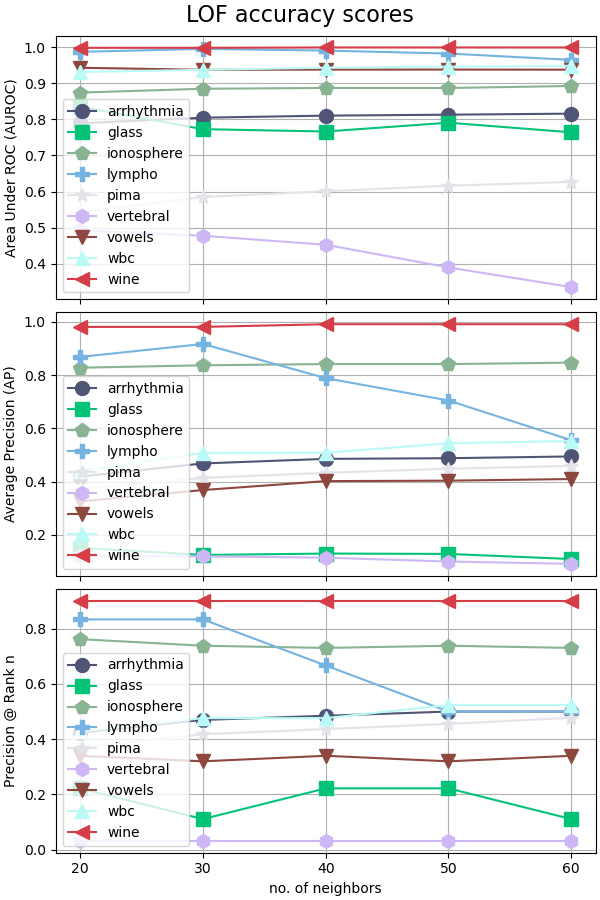 LOF accuracy scores
Area Under ROC (AUROC)
1.0
0.9
0.8
0.7
0.6
0.5
0.4
arrhythmia
glass
ionosphere
lympho
pima
vertebral
vowels
wbc
wine
Average Precision (AP)
1.0
0.8
0.6
0.4
0.2
arrhythmia
glass
ionosphere
lympho
pima
vertebral
vowels
wbc
wine
Precision @ Rank n
0.8
0.6
0.4
0.2
0.0
arrhythmia
glass
ionosphere
lympho
pima
vertebral
vowels
wbc
wine
20 30 40 50 60
no. of neighbors